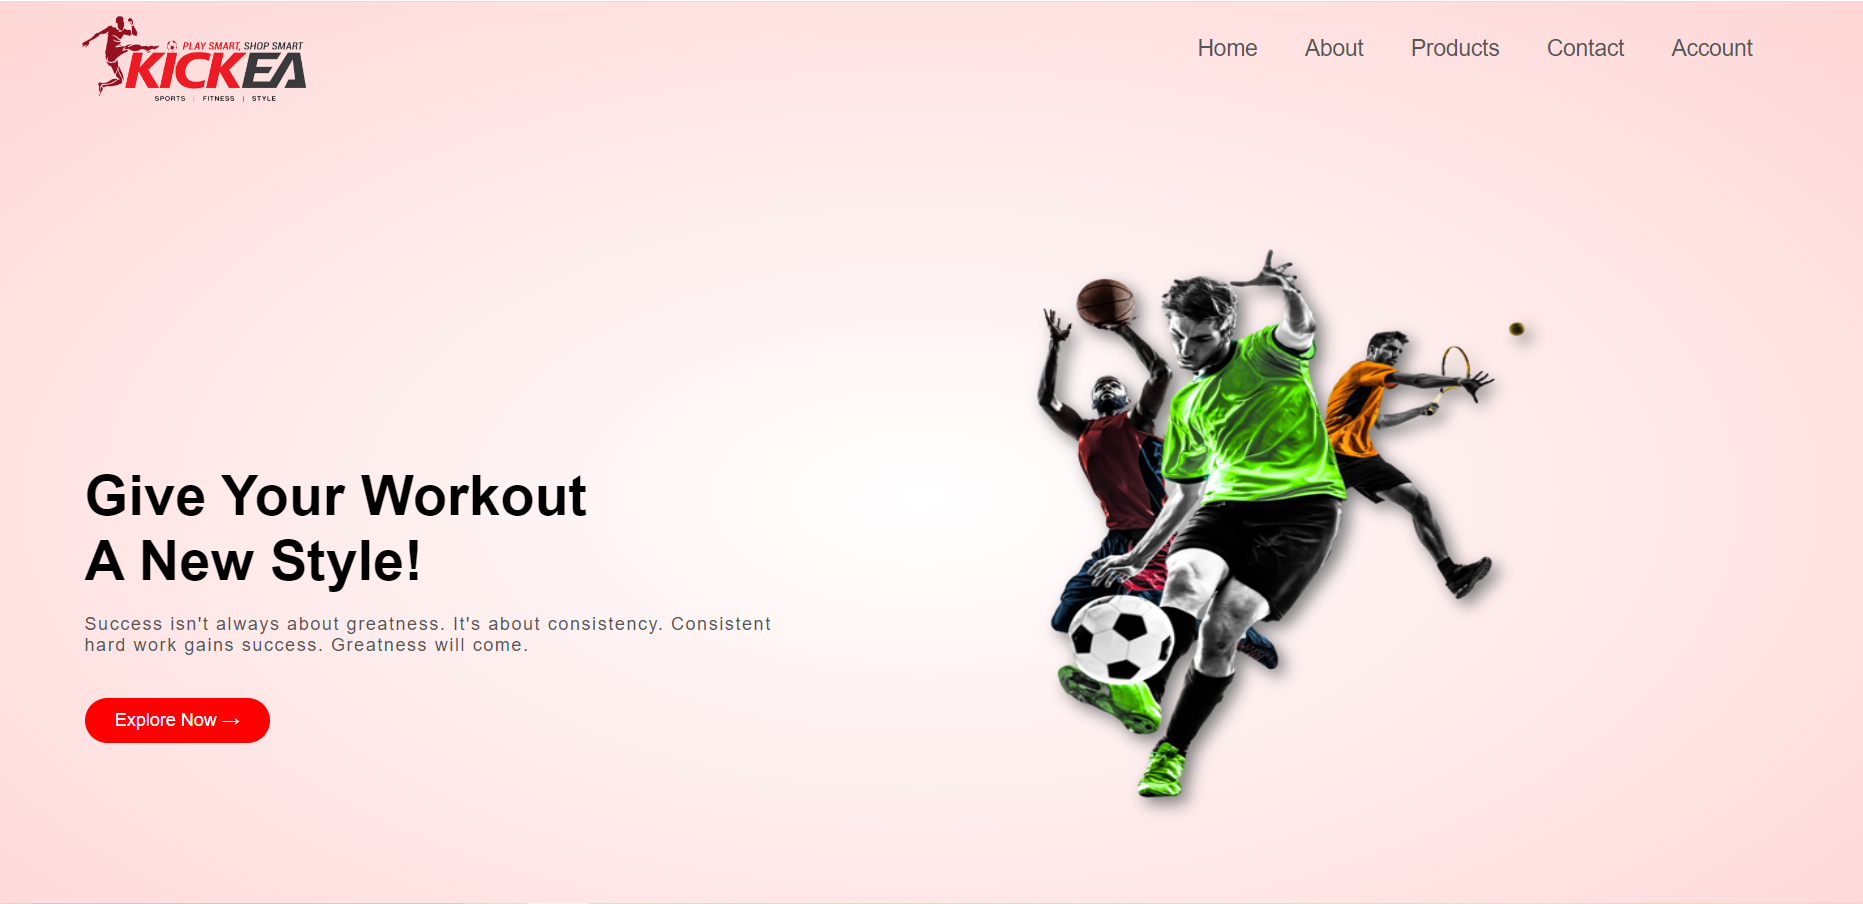 PLAY SMART, SHOP SMART
KICKEA
SPORTS | FITNESS | STYLE
Home About Products Contact Account
Give Your Workout
A New Style!
Success isn't always about greatness. It's about consistency. Consistent
hard work gains success. Greatness will come.
Explore Now →